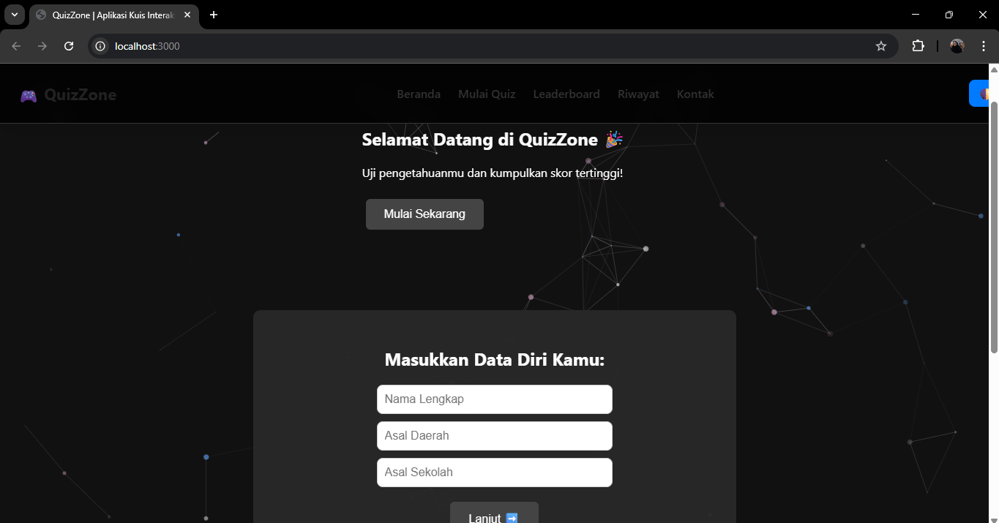 QuizZone | Aplikasi Kuis Interak
localhost:3000
🎮 QuizZone
Beranda
Mulai Quiz
Leaderboard
Riwayat
Kontak
Selamat Datang di QuizZone 🎉
Uji pengetahuanmu dan kumpulkan skor tertinggi!
Mulai Sekarang
Masukkan Data Diri Kamu:
Nama Lengkap
Asal Daerah
Asal Sekolah
Lanjut ➡️